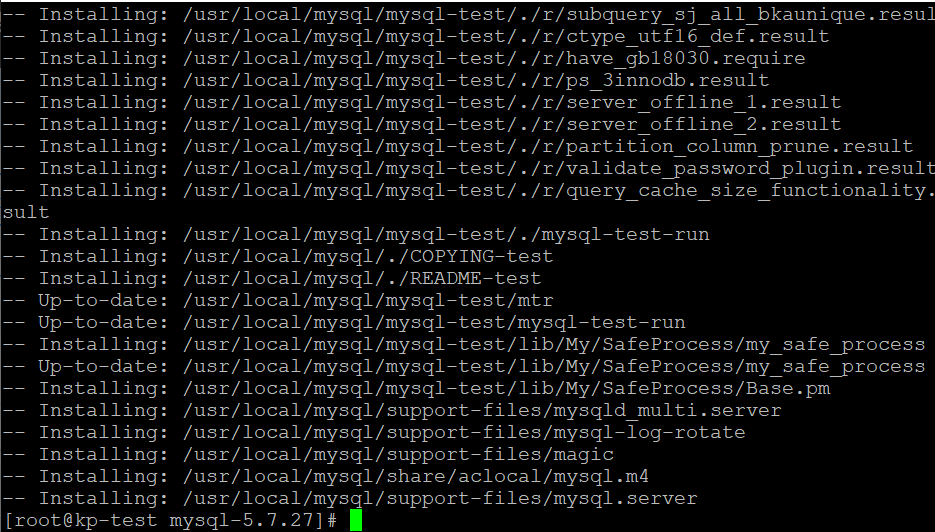 -- Installing: /usr/local/mysql/mysql-test/./r/subquery_sj_all_bkaunique.resul
-- Installing: /usr/local/mysql/mysql-test/./r/ctype_utf16_def.result
-- Installing: /usr/local/mysql/mysql-test/./r/have_gb18030.require
-- Installing: /usr/local/mysql/mysql-test/./r/ps_3innodb.result
-- Installing: /usr/local/mysql/mysql-test/./r/server_offline_1.result
-- Installing: /usr/local/mysql/mysql-test/./r/server_offline_2.result
-- Installing: /usr/local/mysql/mysql-test/./r/partition_column_prune.result
-- Installing: /usr/local/mysql/mysql-test/./r/validate_password_plugin.result
-- Installing: /usr/local/mysql/mysql-test/./r/query_cache_size_functionality.
sult
-- Installing: /usr/local/mysql/mysql-test/./mysql-test-run
-- Installing: /usr/local/mysql/./COPYING-test
-- Installing: /usr/local/mysql/./README-test
-- Up-to-date: /usr/local/mysql/mysql-test/mtr
-- Up-to-date: /usr/local/mysql/mysql-test/mysql-test-run
-- Installing: /usr/local/mysql/mysql-test/lib/My/SafeProcess/my_safe_process
-- Up-to-date: /usr/local/mysql/mysql-test/lib/My/SafeProcess/my_safe_process
-- Installing: /usr/local/mysql/mysql-test/lib/My/SafeProcess/Base.pm
-- Installing: /usr/local/mysql/support-files/mysqld_multi.server
-- Installing: /usr/local/mysql/support-files/mysql-log-rotate
-- Installing: /usr/local/mysql/support-files/magic
-- Installing: /usr/local/mysql/share/aclocal/mysql.m4
-- Installing: /usr/local/mysql/support-files/mysql.server
[root@kp-test mysql-5.7.27]#